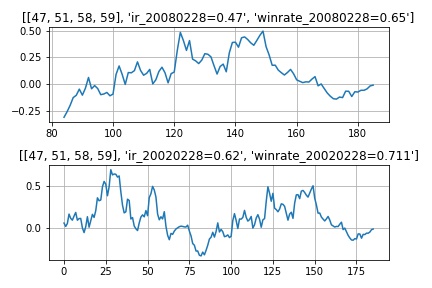 [[47, 51, 58, 59], 'ir_20080228=0.47', 'winrate_20080228=0.65']
0.50
0.25
0.00
−0.25
80 100 120 140 160 180
[[47, 51, 58, 59], 'ir_20020228=0.62', 'winrate_20020228=0.711']
0.5
0.0
0 25 50 75 100 125 150 175